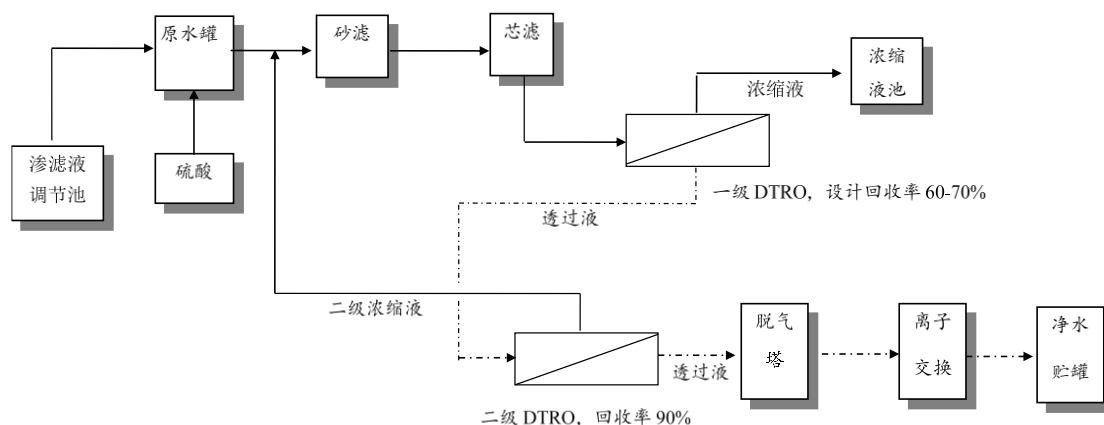 原水罐
砂滤
芯滤
浓缩
液池
浓缩液
渗滤液
调节池
硫酸
一级 DTRO，设计回收率 60-70%
透过液
二级浓缩液
脱气
塔
离子
交换
净水
贮罐
透过液
二级 DTRO，回收率 90%